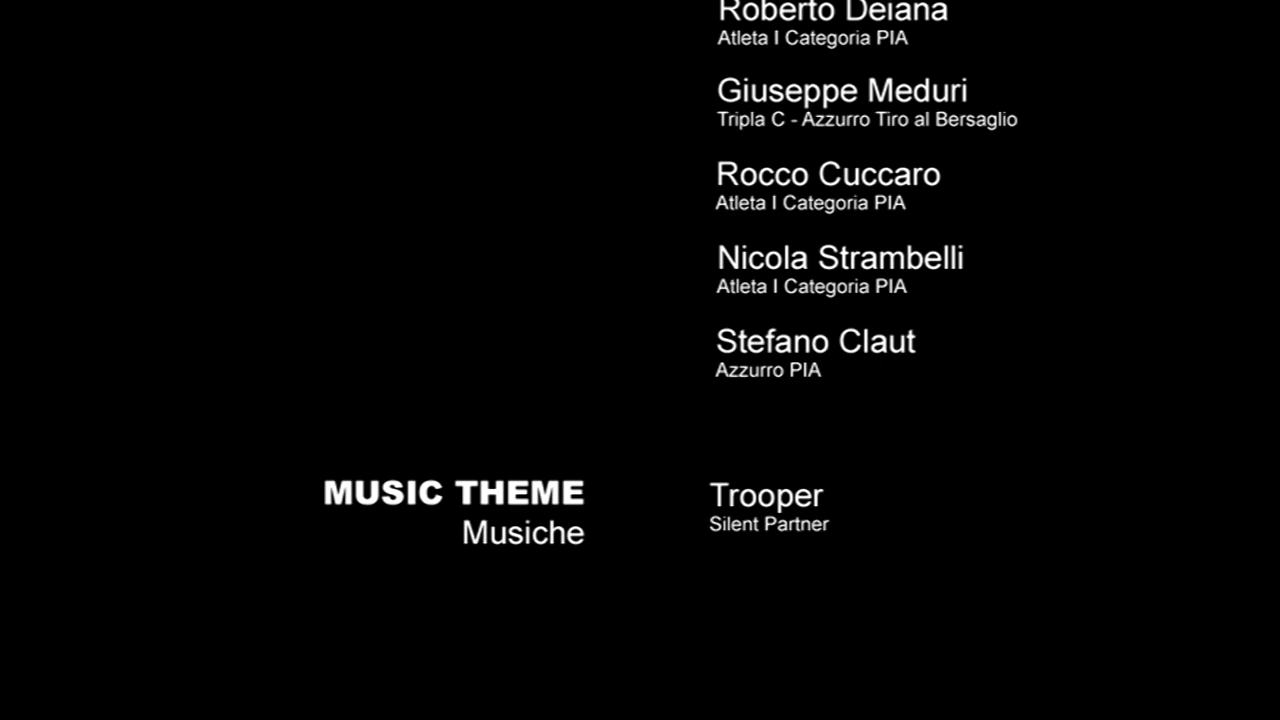 Roberto Deiana
Atleta I Categoria PIA
Giuseppe Meduri
Tripla C - Azzurro Tiro al Bersaglio
Rocco Cuccaro
Atleta I Categoria PIA
Nicola Strambelli
Atleta I Categoria PIA
Stefano Claut
Azzurro PIA
MUSIC THEME
Musiche
Trooper
Silent Partner